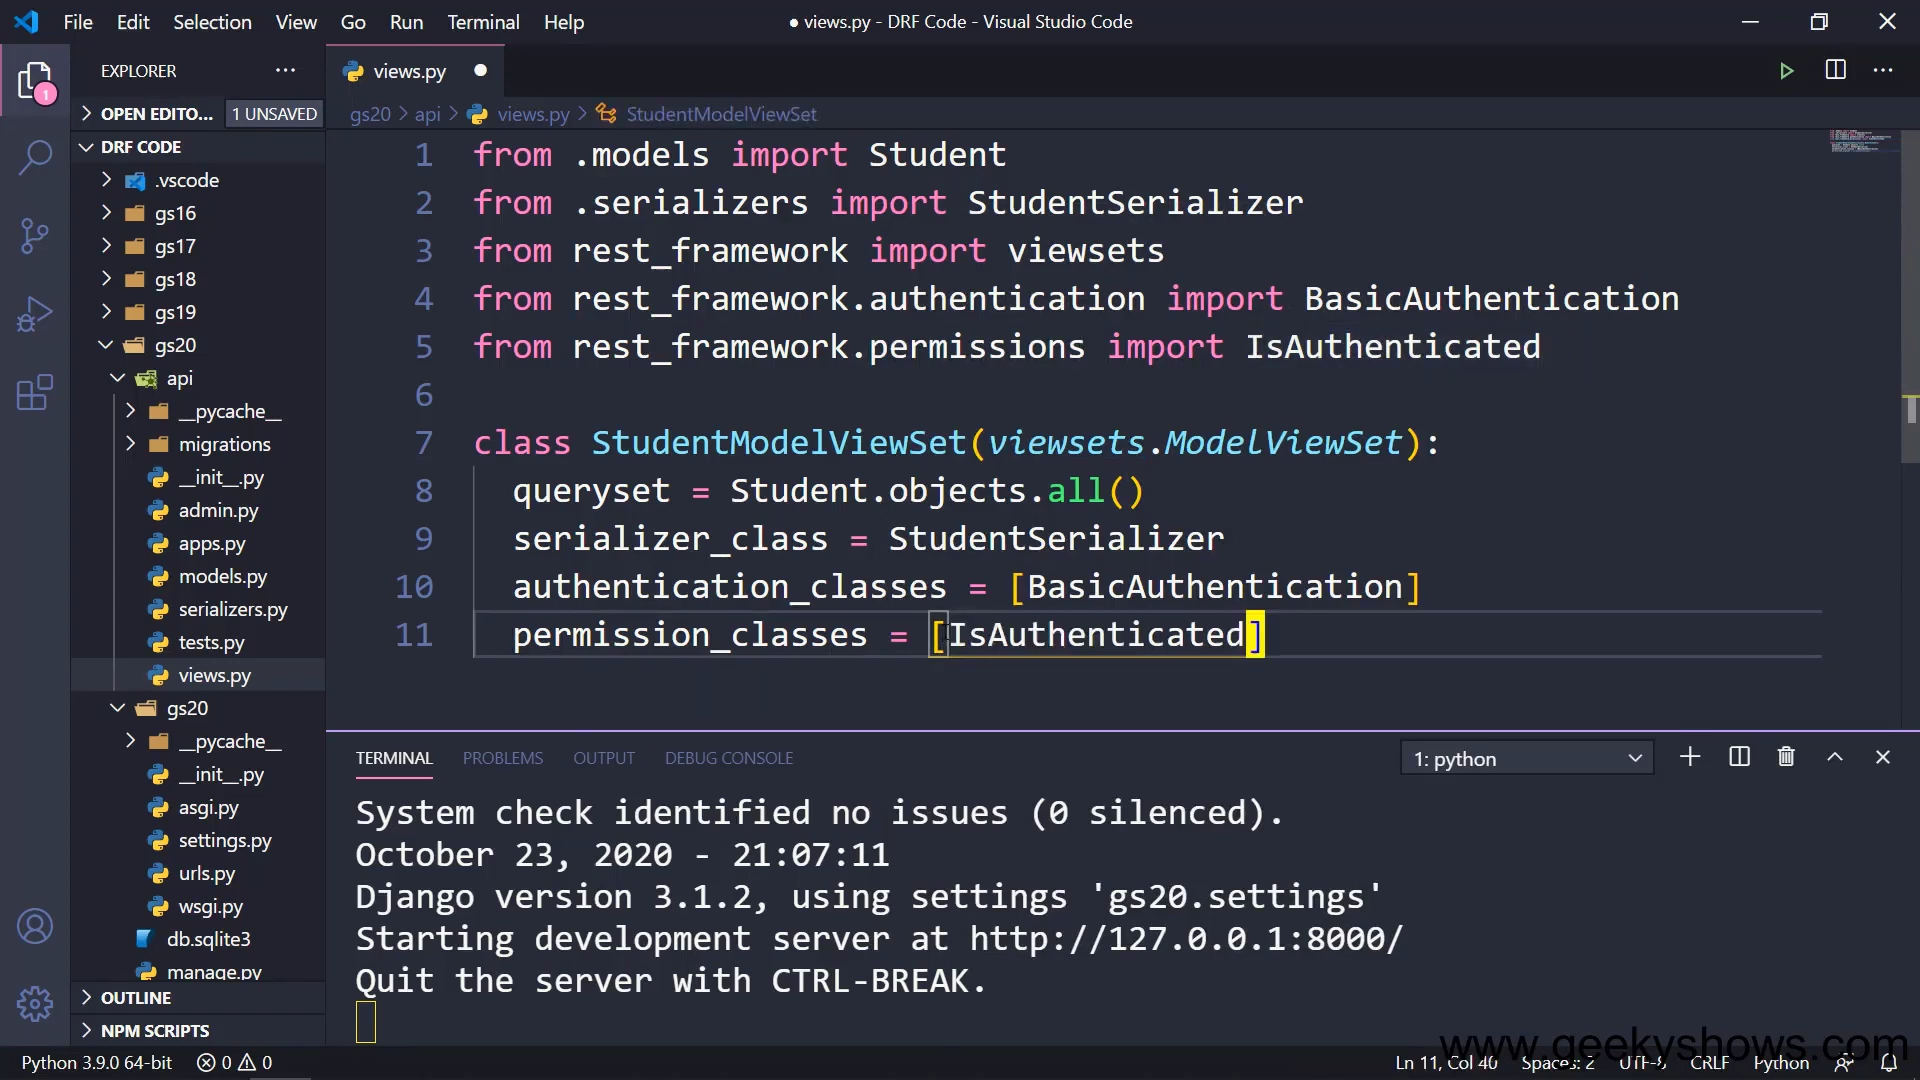 File Edit Selection View Go Run Terminal Help
● views.py - DRF Code - Visual Studio Code
1
EXPLORER
OPEN EDITO... 1 UNSAVED
DRF CODE
.vscode
gs16
gs17
gs18
gs19
gs20
api
__pycache__
migrations
__init__.py
admin.py
apps.py
models.py
serializers.py
tests.py
views.py
gs20
__pycache__
__init__.py
asgi.py
settings.py
urls.py
wsgi.py
db.sqlite3
manage.py
OUTLINE
NPM SCRIPTS
views.py
gs20 > api > views.py > StudentModelViewSet
1 from .models import Student
2 from .serializers import StudentSerializer
3 from rest_framework import viewsets
4 from rest_framework.authentication import BasicAuthentication
5 from rest_framework.permissions import IsAuthenticated
6
7 class StudentModelViewSet(viewsets.ModelViewSet):
8 queryset = Student.objects.all()
9 serializer_class = StudentSerializer
10 authentication_classes = [BasicAuthentication]
11 permission_classes = [IsAuthenticated]
TERMINAL PROBLEMS OUTPUT DEBUG CONSOLE 1: python
System check identified no issues (0 silenced).
October 23, 2020 - 21:07:11
Django version 3.1.2, using settings 'gs20.settings'
Starting development server at http://127.0.0.1:8000/
Quit the server with CTRL-BREAK.
www.geekyshows.com
Python 3.9.0 64-bit 0 0 Ln 11, Col 40 Spaces: 2 UTF-8 CRLF Python